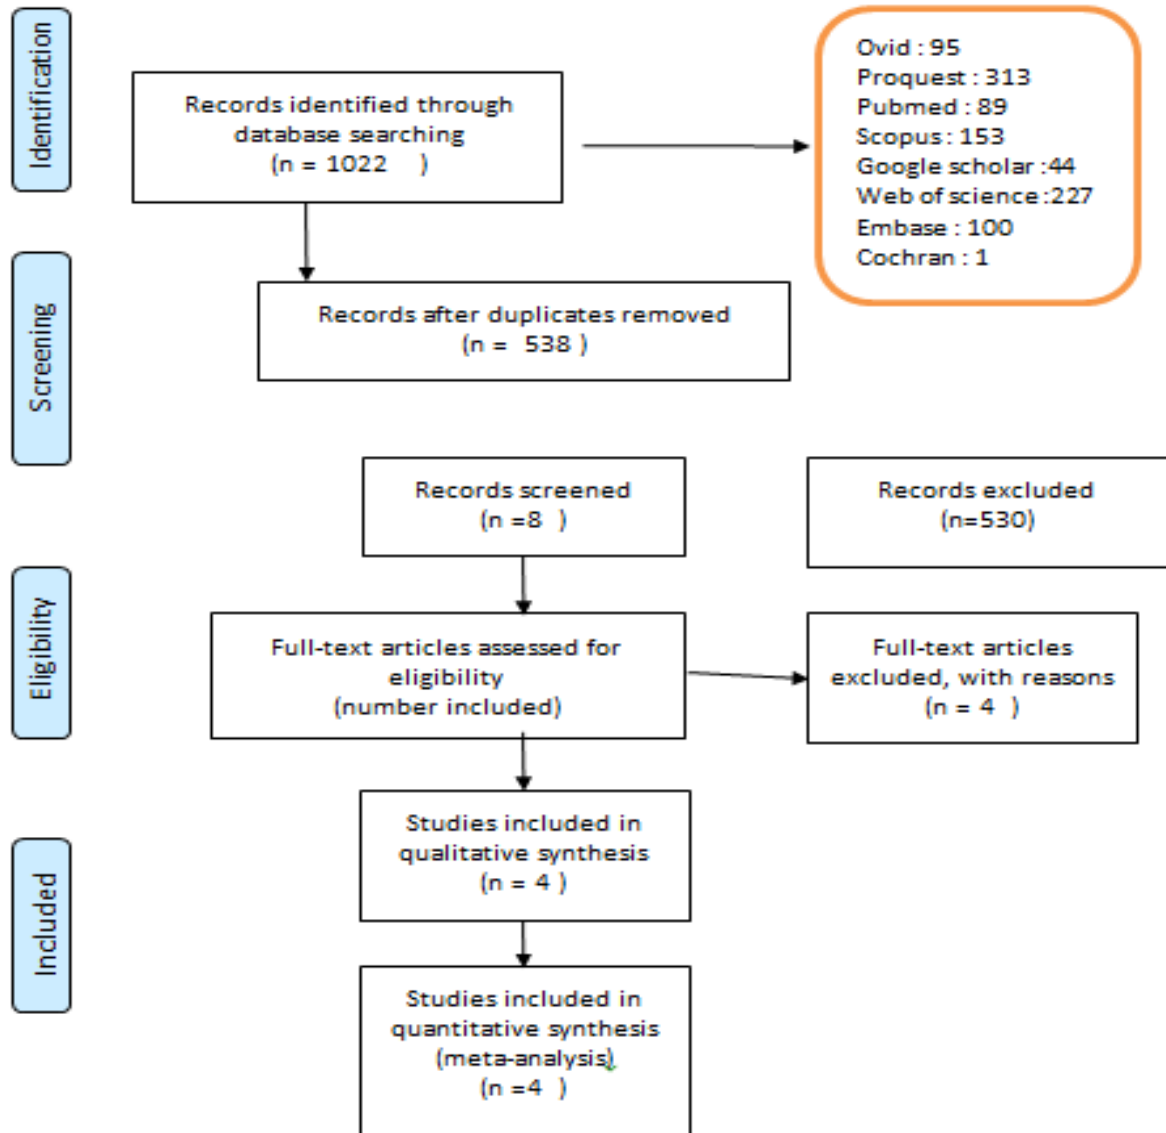 Identification
Records identified through
database searching
(n = 1022 )
Ovid : 95
Proquest : 313
Pubmed : 89
Scopus : 153
Google scholar :44
Web of science :227
Embase : 100
Cochran : 1
Screening
Records after duplicates removed
(n = 538 )
Records screened
(n =8 )
Records excluded
(n=530)
Eligibility
Full-text articles assessed for
eligibility
(number included)
Full-text articles
excluded, with reasons
(n = 4 )
Included
Studies included in
qualitative synthesis
(n = 4 )
Studies included in
quantitative synthesis
(meta-analysis)
(n =4 )